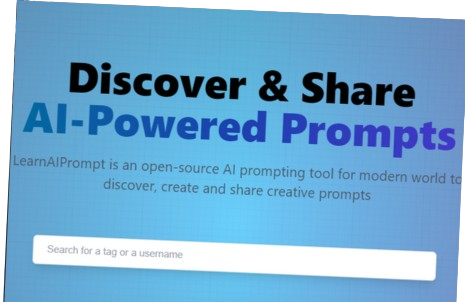 Discover & Share
AI-Powered Prompts
LearnAIPrompt is an open-source AI prompting tool for modern world to
discover, create and share creative prompts
Search for a tag or a username